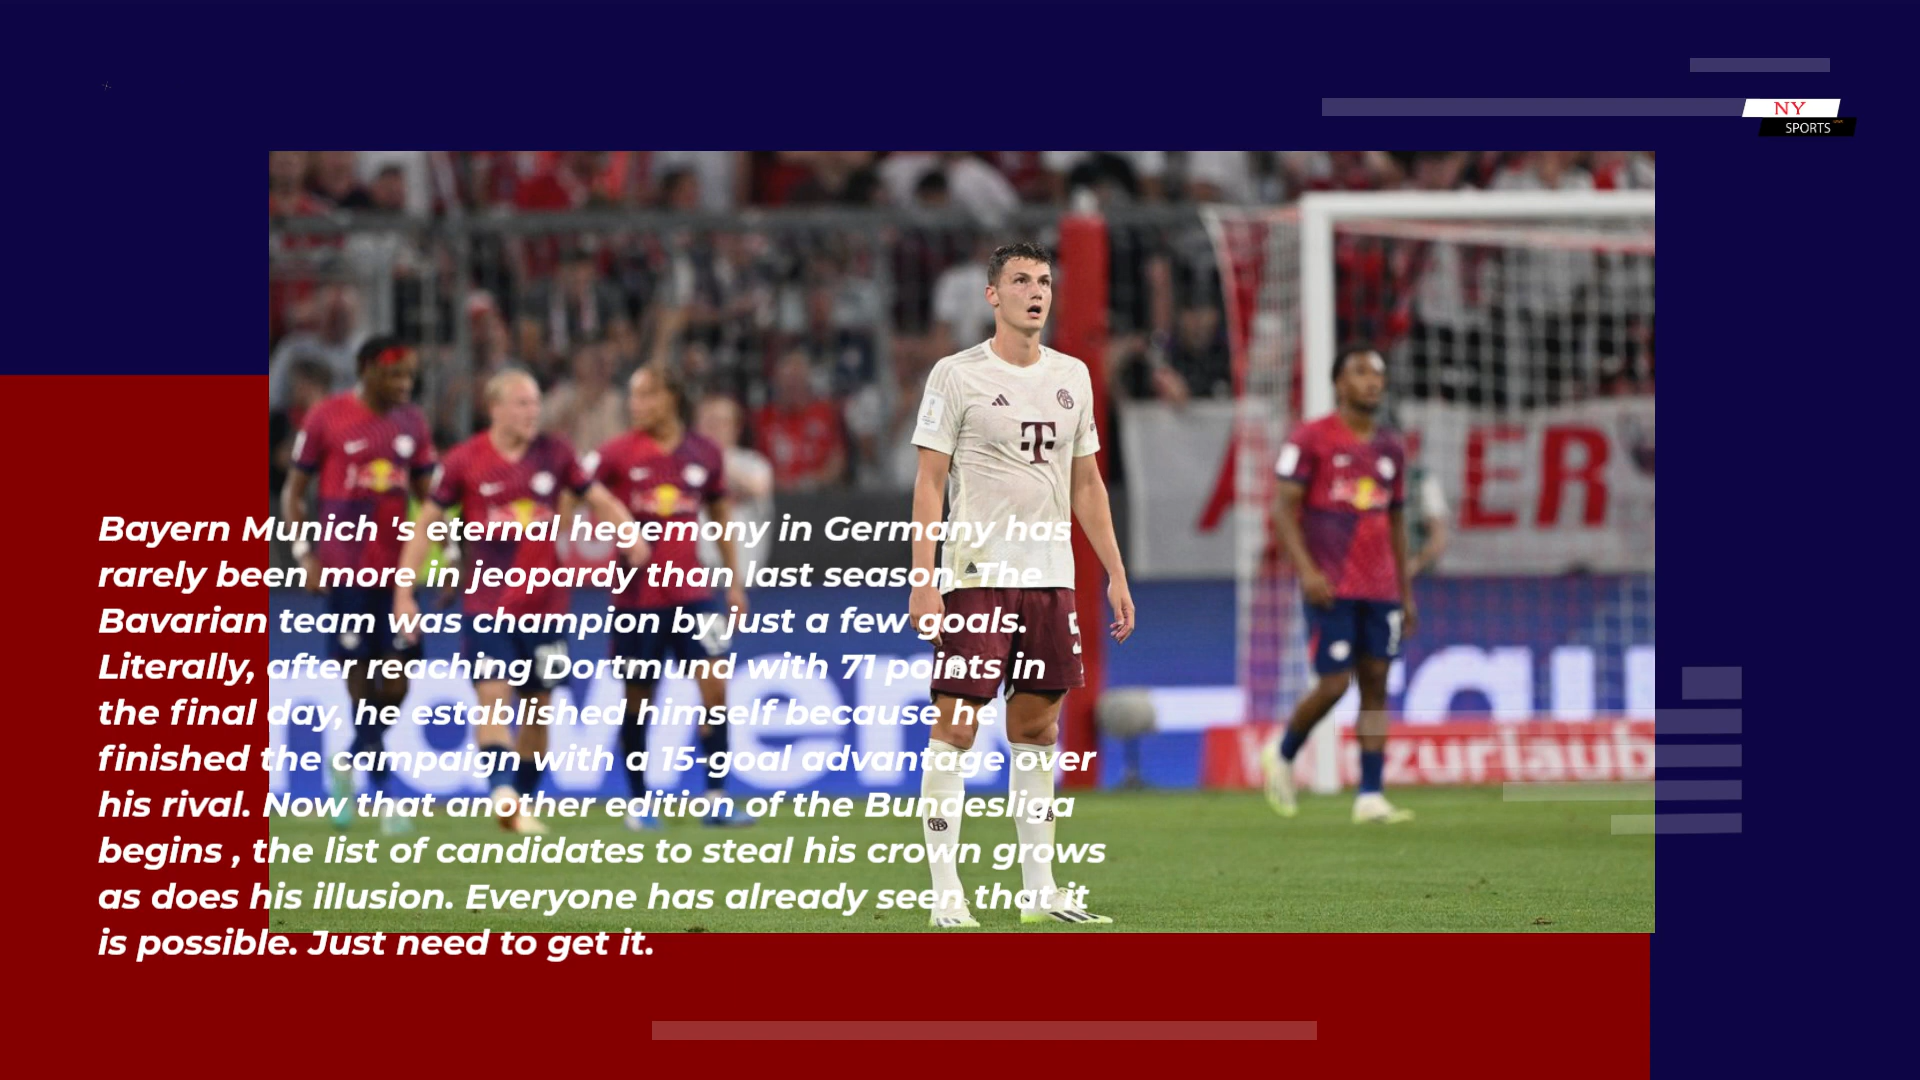 NY
SPORTS
A
ER
T
5
Bayern Munich 's eternal hegemony in Germany has
rarely been more in jeopardy than last season. The
Bavarian team was champion by just a few goals.
Literally, after reaching Dortmund with 71 points in
the final day, he established himself because he
finished the campaign with a 15-goal advantage over
his rival. Now that another edition of the Bundesliga
begins , the list of candidates to steal his crown grows
as does his illusion. Everyone has already seen that it
is possible. Just need to get it.